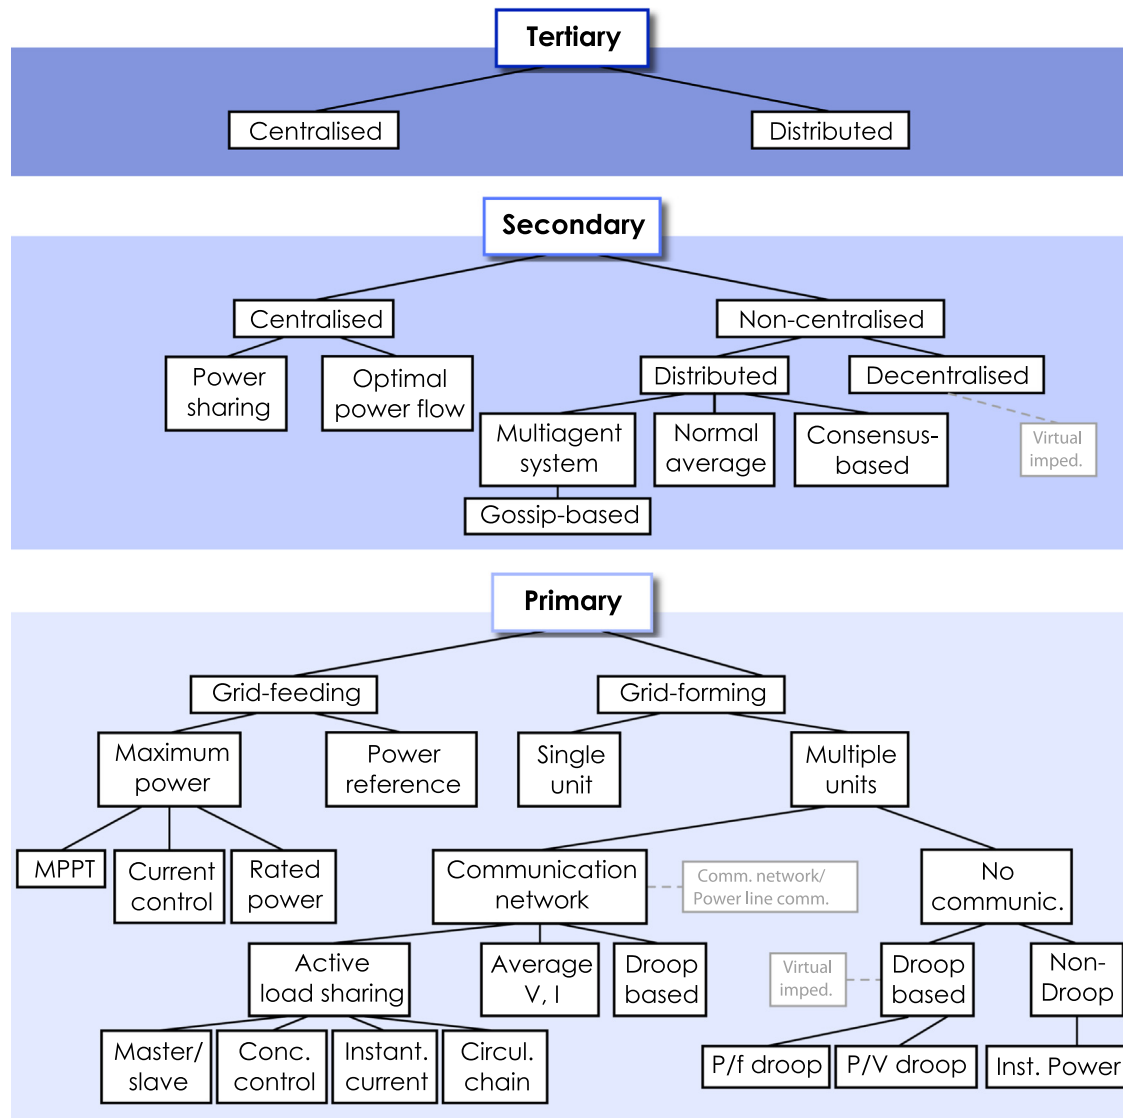 Tertiary
Centralised
Distributed
Secondary
Centralised
Non-centralised
Power
sharing
Optimal
power flow
Distributed
Decentralised
Multiagent
system
Normal
average
Consensus-
based
Virtual
imped.
Gossip-based
Primary
Grid-feeding
Grid-forming
Maximum
power
Power
reference
Single
unit
Multiple
units
MPPT
Current
control
Rated
power
Communication
network
Comm. network/
Power line comm.
No
communic.
Active
load sharing
Average
V, I
Droop
based
Virtual
imped.
Droop
based
Non-
Droop
Master/
slave
Conc.
control
Instant.
current
Circul.
chain
P/f droop
P/V droop
Inst. Power